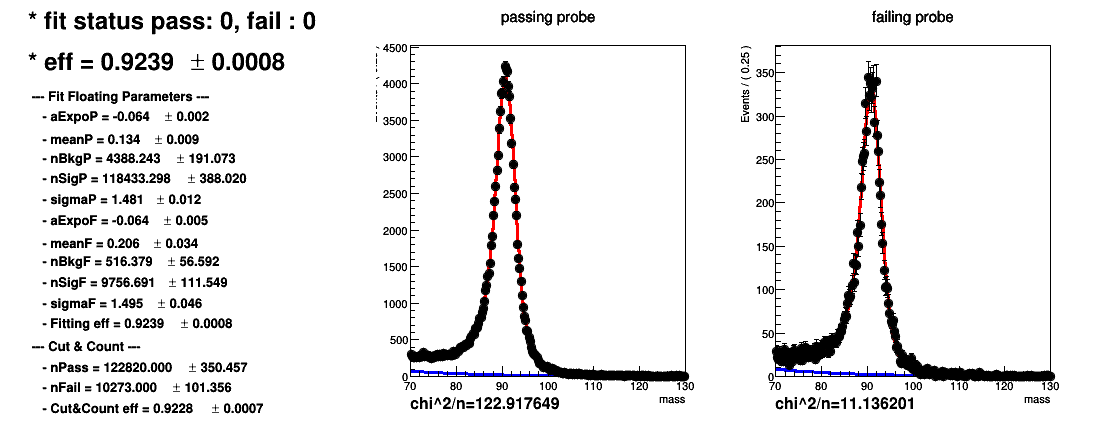 * fit status pass: 0, fail : 0
* eff = 0.9239 ± 0.0008
--- Fit Floating Parameters ---
- aExpoP = -0.064 ± 0.002
- meanP = 0.134 ± 0.009
- nBkgP = 4388.243 ± 191.073
- nSigP = 118433.298 ± 388.020
- sigmaP = 1.481 ± 0.012
- aExpoF = -0.064 ± 0.005
- meanF = 0.206 ± 0.034
- nBkgF = 516.379 ± 56.592
- nSigF = 9756.691 ± 111.549
- sigmaF = 1.495 ± 0.046
- Fitting eff = 0.9239 ± 0.0008
--- Cut & Count ---
- nPass = 122820.000 ± 350.457
- nFail = 10273.000 ± 101.356
- Cut&Count eff = 0.9228 ± 0.0007
passing probe
4500
4000
3500
3000
2500
2000
1500
1000
500
0
70 80 90 100 110 120 130
mass
chi^2/n=122.917649
failing probe
Events / ( 0.25 )
350
300
250
200
150
100
50
0
70 80 90 100 110 120 130
mass
chi^2/n=11.136201